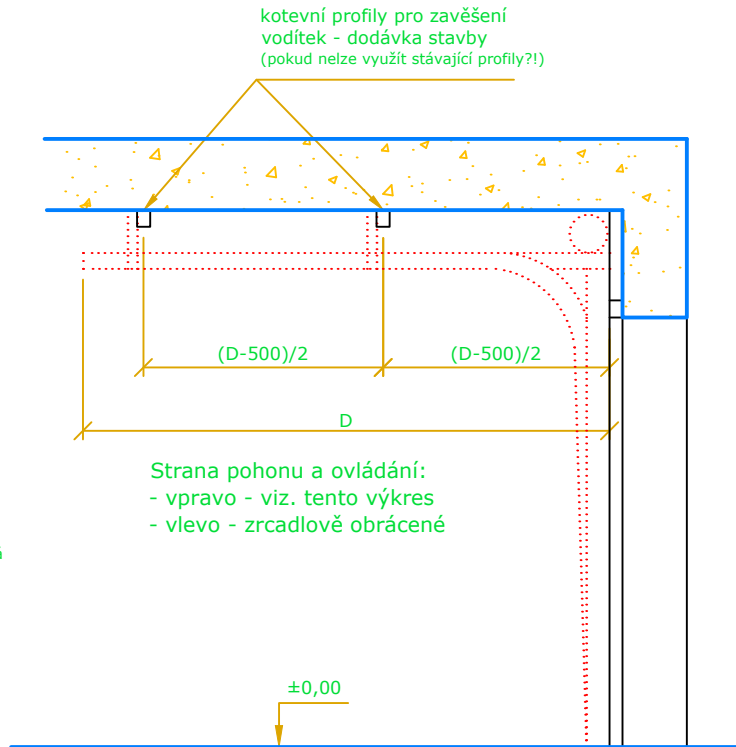 kotevní profily pro zavěšení
vodítek - dodávka stavby
(pokud nelze využít stávající profily?!)
(D-500)/2
(D-500)/2
D
Strana pohonu a ovládání:
- vpravo - viz. tento výkres
- vlevo - zrcadlově obrácené
±0,00